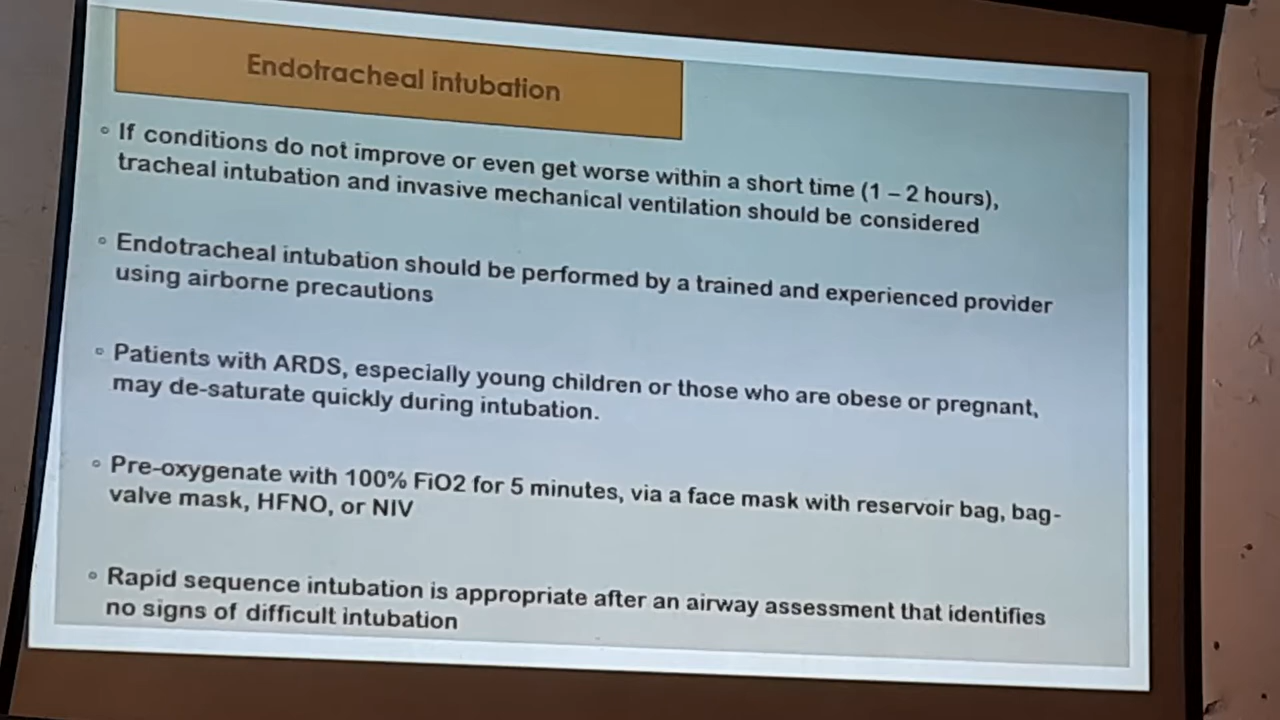 Endotracheal intubation
◦ If conditions do not improve or even get worse within a short time (1 – 2 hours),
tracheal intubation and invasive mechanical ventilation should be considered
◦ Endotracheal intubation should be performed by a trained and experienced provider
using airborne precautions
◦ Patients with ARDS, especially young children or those who are obese or pregnant,
may de-saturate quickly during intubation.
◦ Pre-oxygenate with 100% FiO2 for 5 minutes, via a face mask with reservoir bag, bag-
valve mask, HFNO, or NIV
◦ Rapid sequence intubation is appropriate after an airway assessment that identifies
no signs of difficult intubation